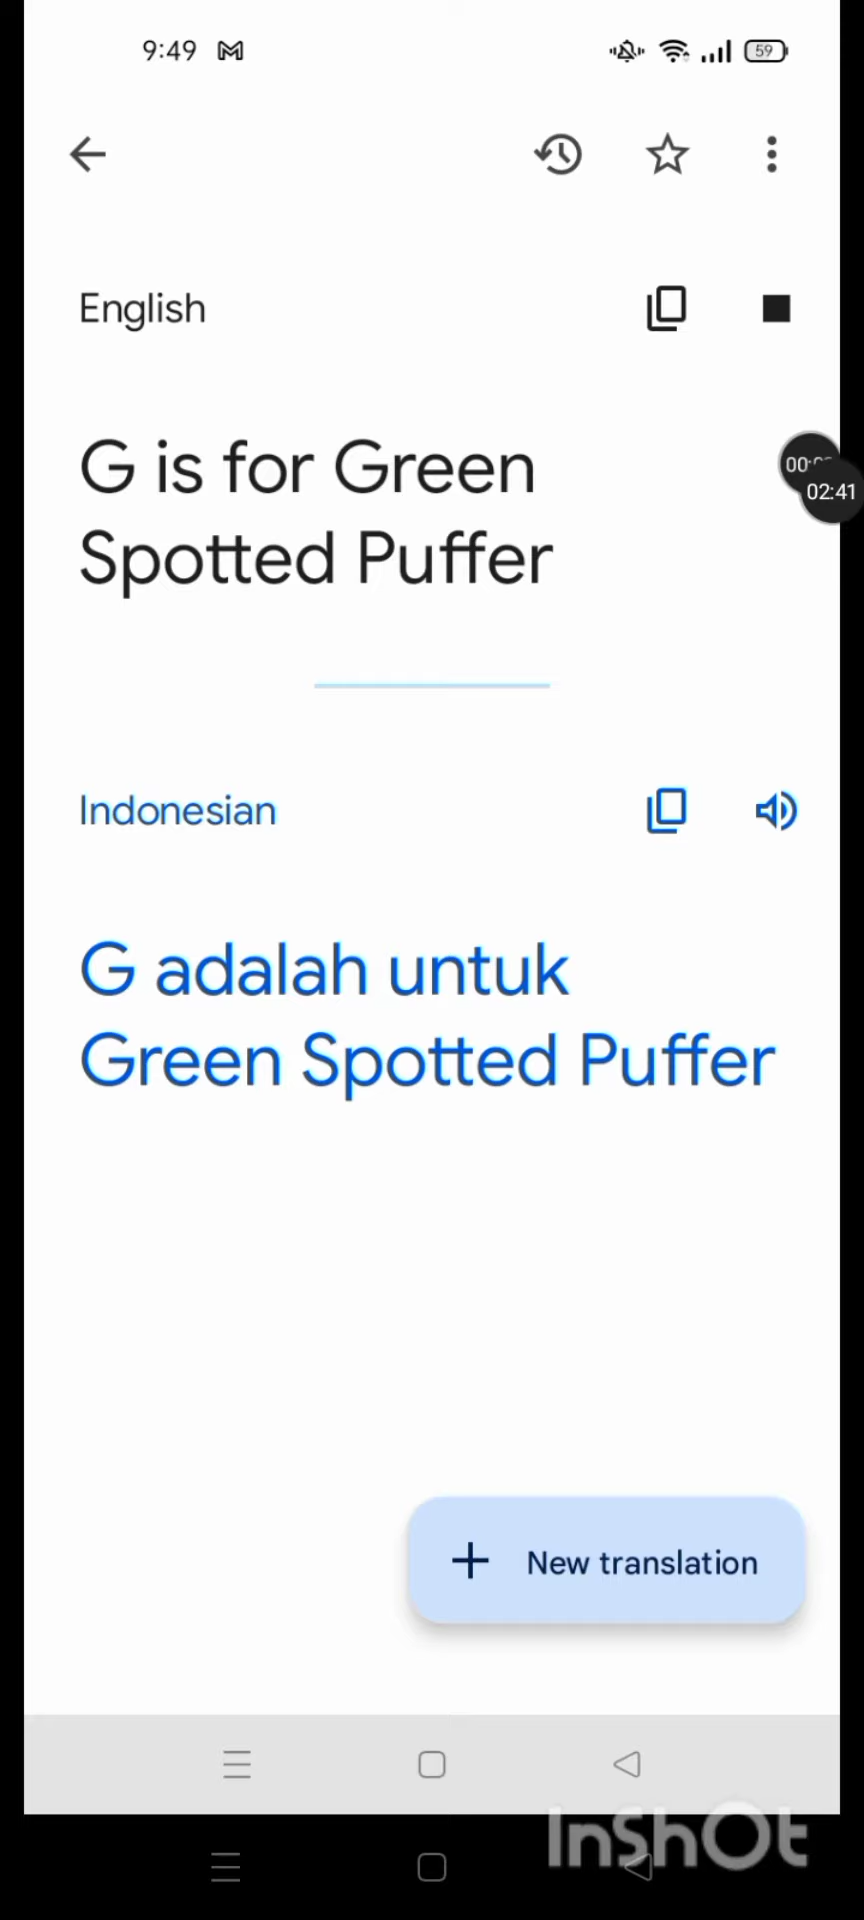 9:49
59
English
G is for Green
Spotted Puffer
02:41
Indonesian
G adalah untuk
Green Spotted Puffer
New translation
InShOt